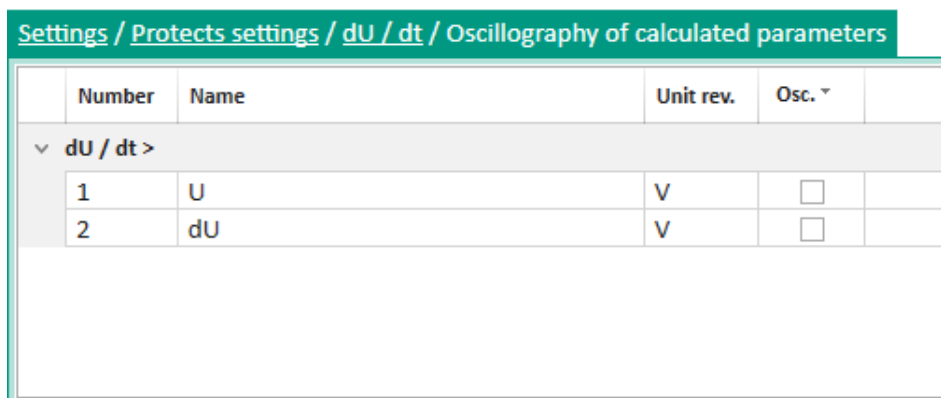 Settings / Protects settings / dU / dt / Oscillography of calculated parameters
Number Name Unit rev. Osc.
dU / dt >
1 U V
2 dU V